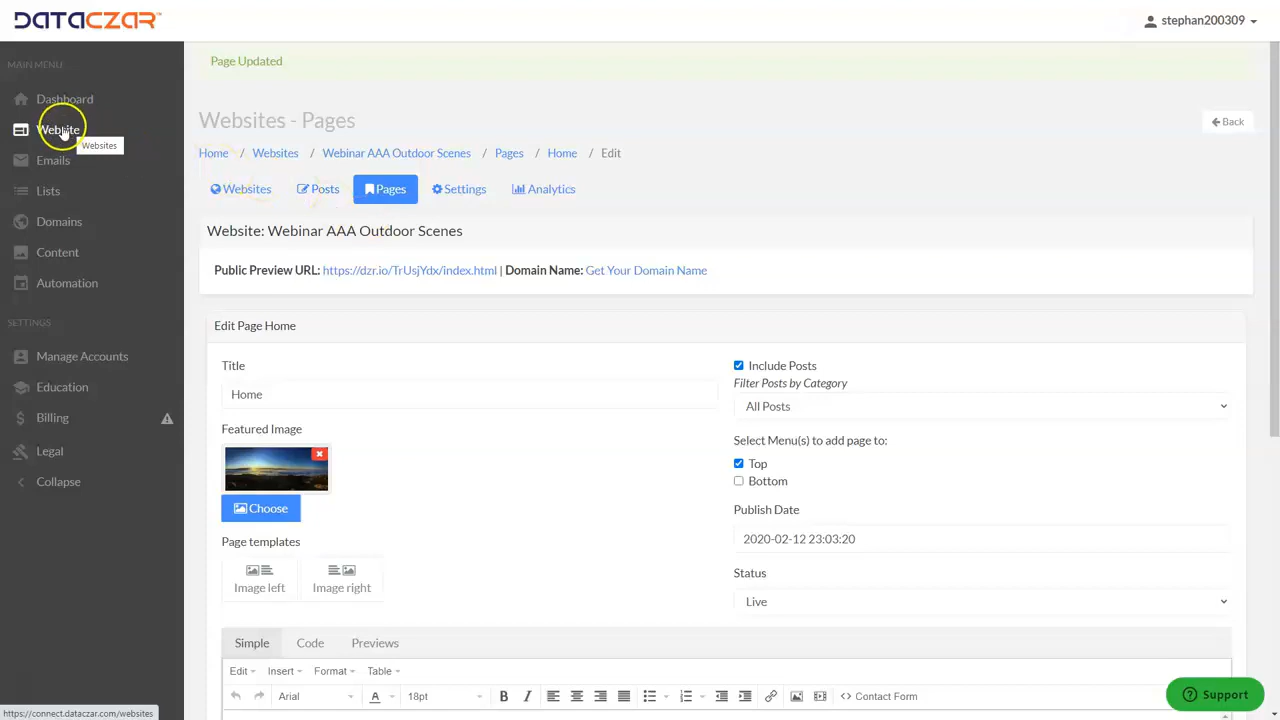 DATACZAR
stephan200309
MAIN MENU
Dashboard
Website
Websites
Emails
Lists
Domains
Content
Automation
SETTINGS
Manage Accounts
Education
Billing
Legal
Collapse
Page Updated
Websites - Pages
Back
Home / Websites / Webinar AAA Outdoor Scenes / Pages / Home / Edit
Websites Posts Pages Settings Analytics
Website: Webinar AAA Outdoor Scenes
Public Preview URL: https://dzr.io/TrUsjYdx/index.html | Domain Name: Get Your Domain Name
Edit Page Home
Title
Home
Featured Image
Choose
Page templates
Image left
Image right
Include Posts
Filter Posts by Category
All Posts
Select Menu(s) to add page to:
Top
Bottom
Publish Date
2020-02-12 23:03:20
Status
Live
Simple Code Previews
Edit Insert Format Table
Arial A 18pt B I <> Contact Form
Support
https://connect.dataczar.com/websites